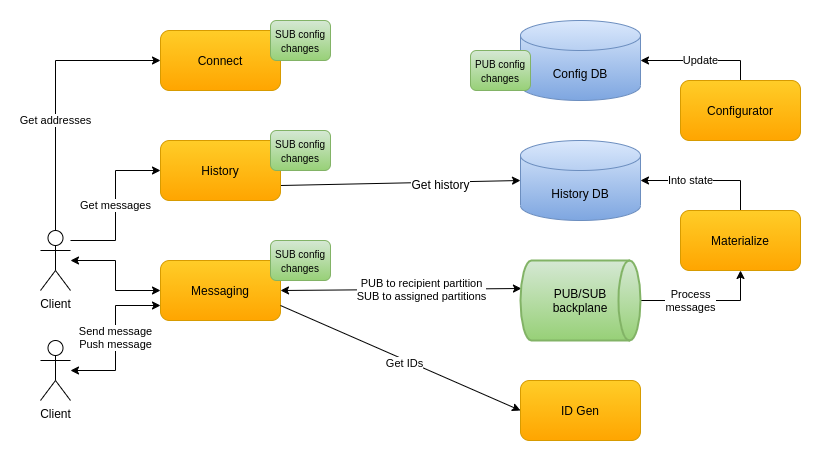 SUB config
changes
Connect
PUB config
changes
Config DB
Update
Configurator
Get addresses
SUB config
changes
History
Get messages
Get history
History DB
Into state
Materialize
Client
SUB config
changes
Messaging
PUB to recipient partition
SUB to assigned partitions
PUB/SUB
backplane
Process
messages
Send message
Push message
Get IDs
Client
ID Gen